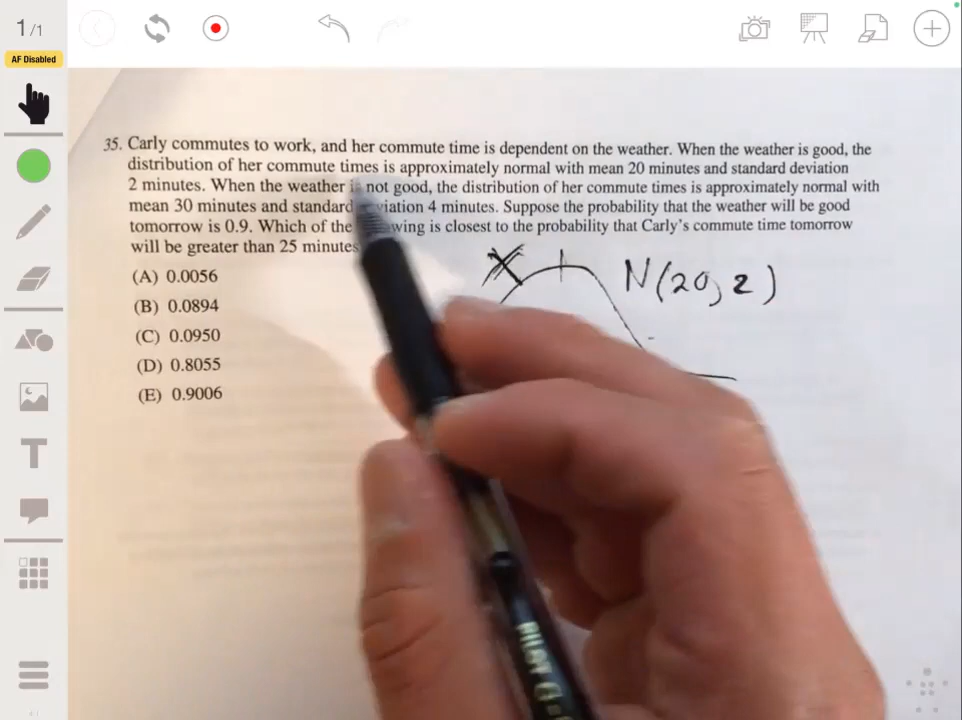 1/1
AF Disabled
35. Carly commutes to work, and her commute time is dependent on the weather. When the weather is good, the
distribution of her commute times is approximately normal with mean 20 minutes and standard deviation
2 minutes. When the weather is not good, the distribution of her commute times is approximately normal with
mean 30 minutes and standard deviation 4 minutes. Suppose the probability that the weather will be good
tomorrow is 0.9. Which of the wing is closest to the probability that Carly's commute time tomorrow
will be greater than 25 minutes
(A) 0.0056
(B) 0.0894
(C) 0.0950
(D) 0.8055
(E) 0.9006
N(20, 2)
T
PILOT G-